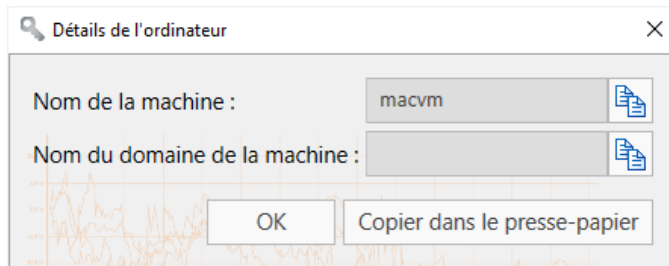 Détails de l'ordinateur
Nom de la machine : macvm
Nom du domaine de la machine :
OK Copier dans le presse-papier